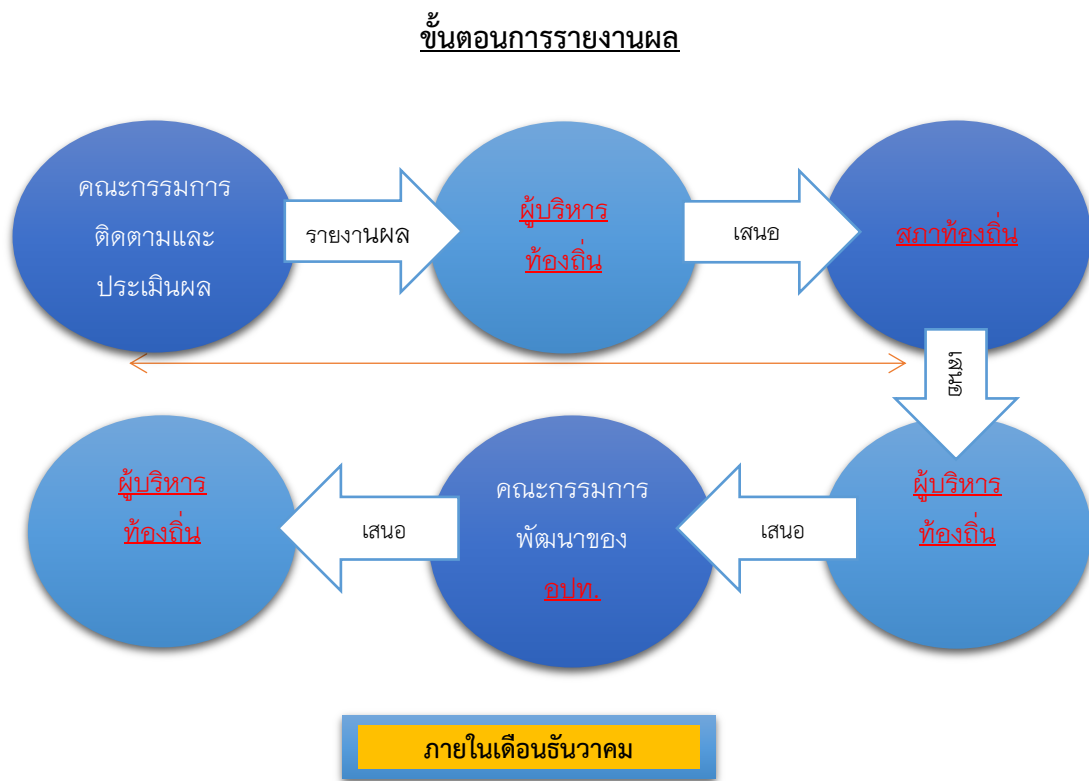 ขั้นตอนการรายงานผล
คณะกรรมการ
ติดตามและ
ประเมินผล
รายงานผล
ผู้บริหาร
ท้องถิ่น
เสนอ
สภาท้องถิ่น
เสนอ
ผู้บริหาร
ท้องถิ่น
เสนอ
คณะกรรมการ
พัฒนาของ
อปท.
เสนอ
ผู้บริหาร
ท้องถิ่น
ภายในเดือนธันวาคม